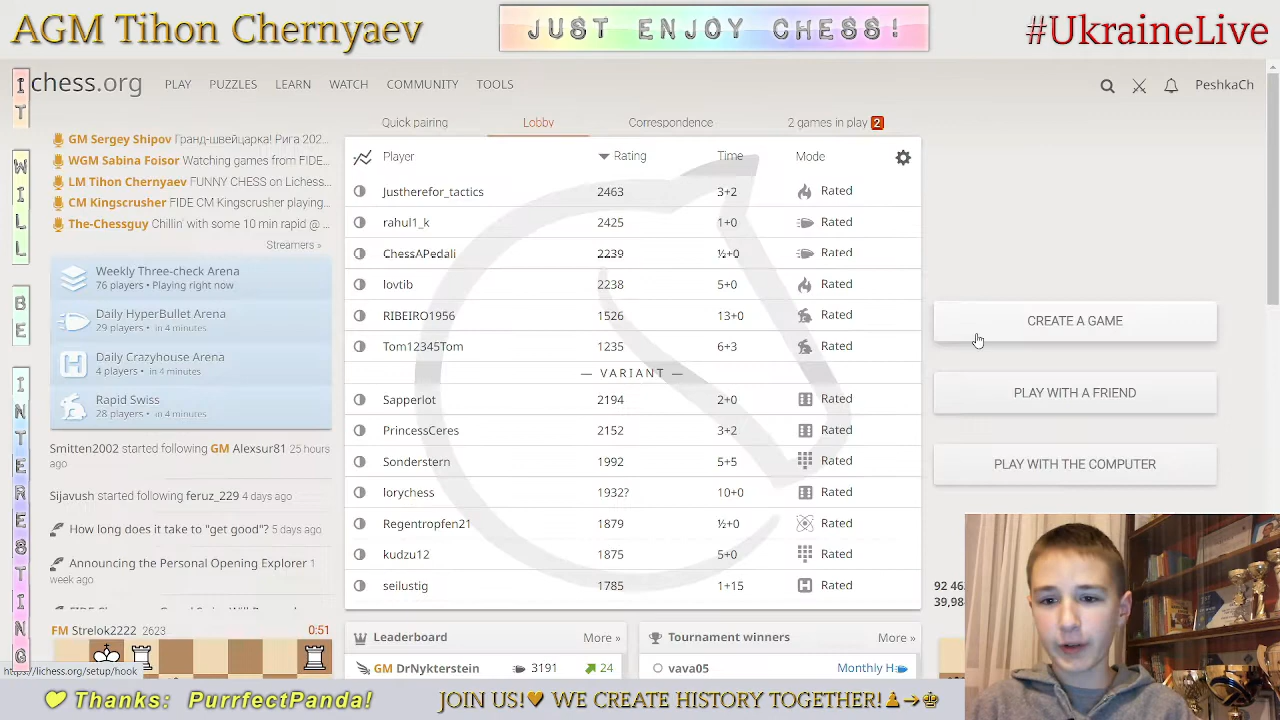 AGM Tihon Chernyaev
JUST ENJOY CHESS!
#UkraineLive
IT WILL BE INTERESTING
lichess.org
PLAY
PUZZLES
LEARN
WATCH
COMMUNITY
TOOLS
PeshkaCh
GM Sergey Shipov Гранд-швейцарка! Рига 202...
WGM Sabina Foisor Watching games from FIDE...
LM Tihon Chernyaev FUNNY CHESS on Lichess...
CM Kingscrusher FIDE CM Kingscrusher playing...
The-Chessguy Chillin' with some 10 min rapid @ ...
Streamers »
Weekly Three-check Arena
76 players • Playing right now
Daily HyperBullet Arena
29 players • in 4 minutes
Daily Crazyhouse Arena
4 players • in 4 minutes
Rapid Swiss
28 players • in 4 minutes
Smitten2002 started following GM Alexsur81 25 hours
ago
Sijavush started following feruz_229 4 days ago
How long does it take to "get good"? 5 days ago
Announcing the Personal Opening Explorer 1
week ago
FM Strelok2222 2623 0:51
https://lichess.org/setup/hook
Quick pairing
Lobby
Correspondence
2 games in play 2
Player Rating Time Mode
Justherefor_tactics 2463 3+2 Rated
rahul1_k 2425 1+0 Rated
ChessAPedali 2239 ½+0 Rated
lovtib 2238 5+0 Rated
RIBEIRO1956 1526 13+0 Rated
Tom12345Tom 1235 6+3 Rated
— VARIANT —
Sapperlot 2194 2+0 Rated
PrincessCeres 2152 3+2 Rated
Sonderstern 1992 5+5 Rated
lorychess 1932? 10+0 Rated
Regentropfen21 1879 ½+0 Rated
kudzu12 1875 5+0 Rated
seilustig 1785 1+15 Rated
Leaderboard More »
GM DrNykterstein 3191 24
Tournament winners More »
vava05 Monthly H
CREATE A GAME
PLAY WITH A FRIEND
PLAY WITH THE COMPUTER
92 46
39,98
Thanks: PurrfectPanda!
JOIN US!🧡 WE CREATE HISTORY TOGETHER!♟→♚